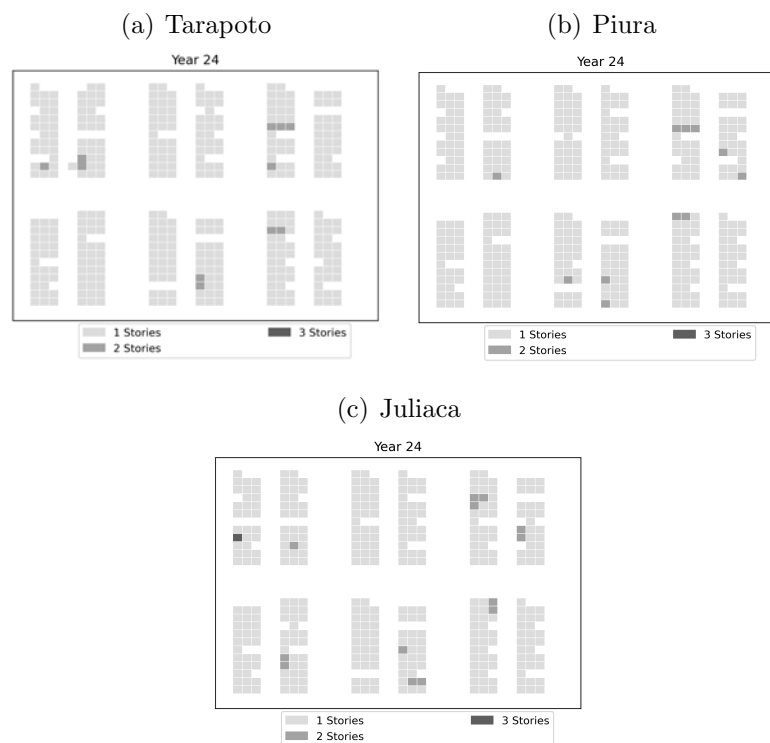 (a) Tarapoto
Year 24
1 Stories
2 Stories
3 Stories
(b) Piura
Year 24
1 Stories
2 Stories
3 Stories
(c) Juliaca
Year 24
1 Stories
2 Stories
3 Stories